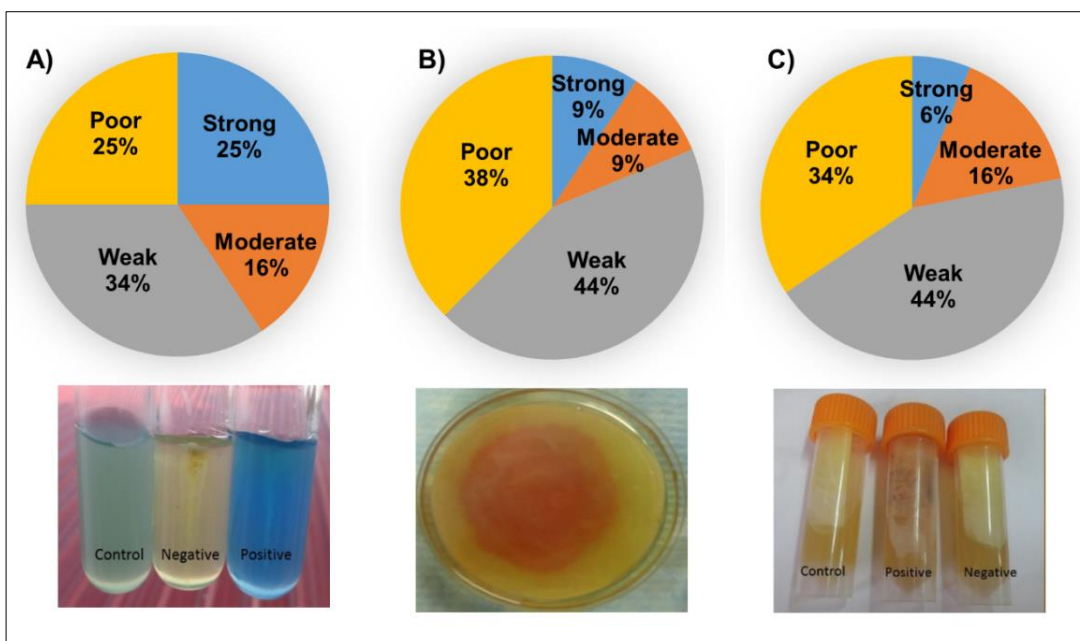 A)
Poor
25%
Strong
25%
Weak
34%
Moderate
16%
Control
Negative
Positive
B)
Strong
9%
Moderate
9%
Poor
38%
Weak
44%
C)
Strong
6%
Moderate
16%
Poor
34%
Weak
44%
Control
Positive
Negative